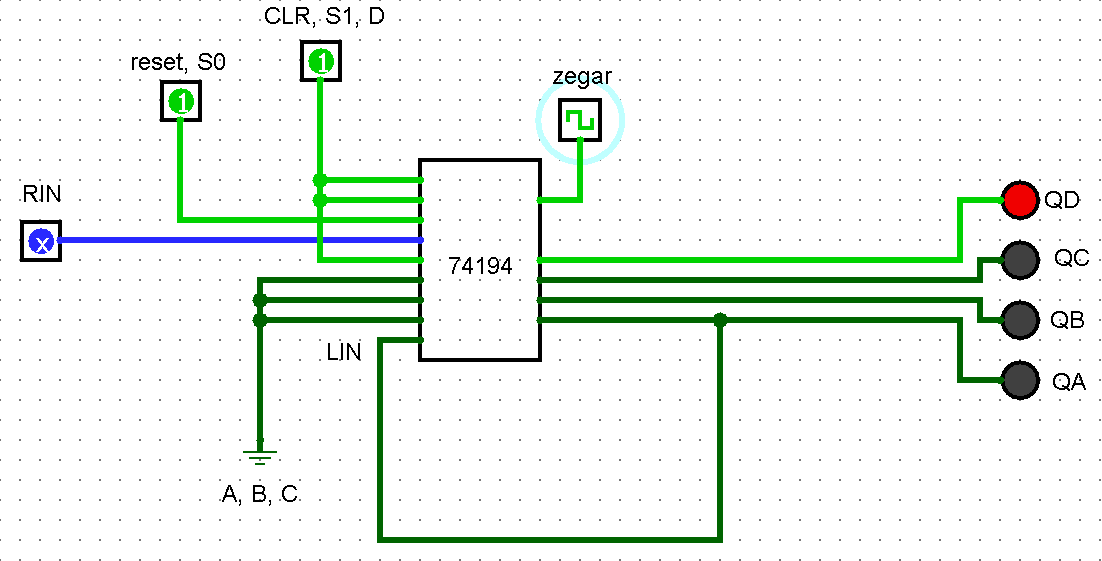 CLR, S1, D
1
reset, S0
1
zegar
RIN
x
QD
74194
QC
QB
LIN
QA
A, B, C